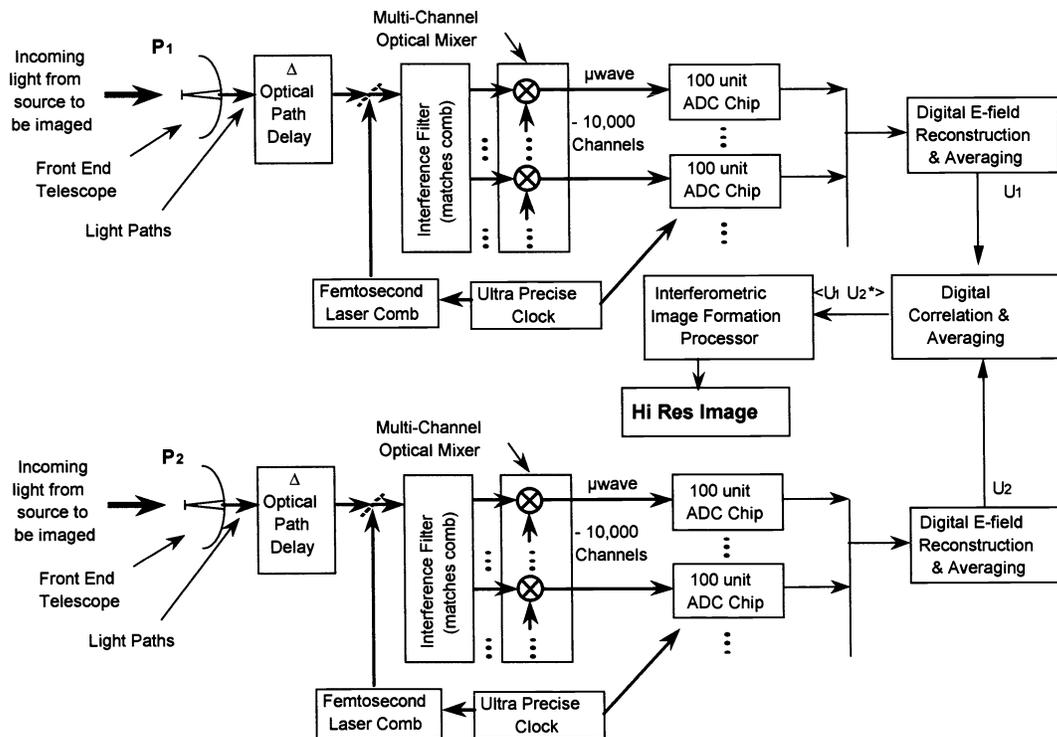 Multi-Channel
Optical Mixer
P1
Incoming
light from
source to
be imaged
Δ
Optical
Path
Delay
Interference Filter
(matches comb)
µwave
- 10,000
Channels
100 unit
ADC Chip
100 unit
ADC Chip
Digital E-field
Reconstruction
& Averaging
U1
Front End
Telescope
Light Paths
Femtosecond
Laser Comb
Ultra Precise
Clock
Interferometric
Image Formation
Processor
<U1 U2*>
Digital
Correlation &
Averaging
Hi Res Image
Multi-Channel
Optical Mixer
P2
Incoming
light from
source to
be imaged
Δ
Optical
Path
Delay
Interference Filter
(matches comb)
µwave
- 10,000
Channels
100 unit
ADC Chip
100 unit
ADC Chip
U2
Digital E-field
Reconstruction
& Averaging
Front End
Telescope
Light Paths
Femtosecond
Laser Comb
Ultra Precise
Clock